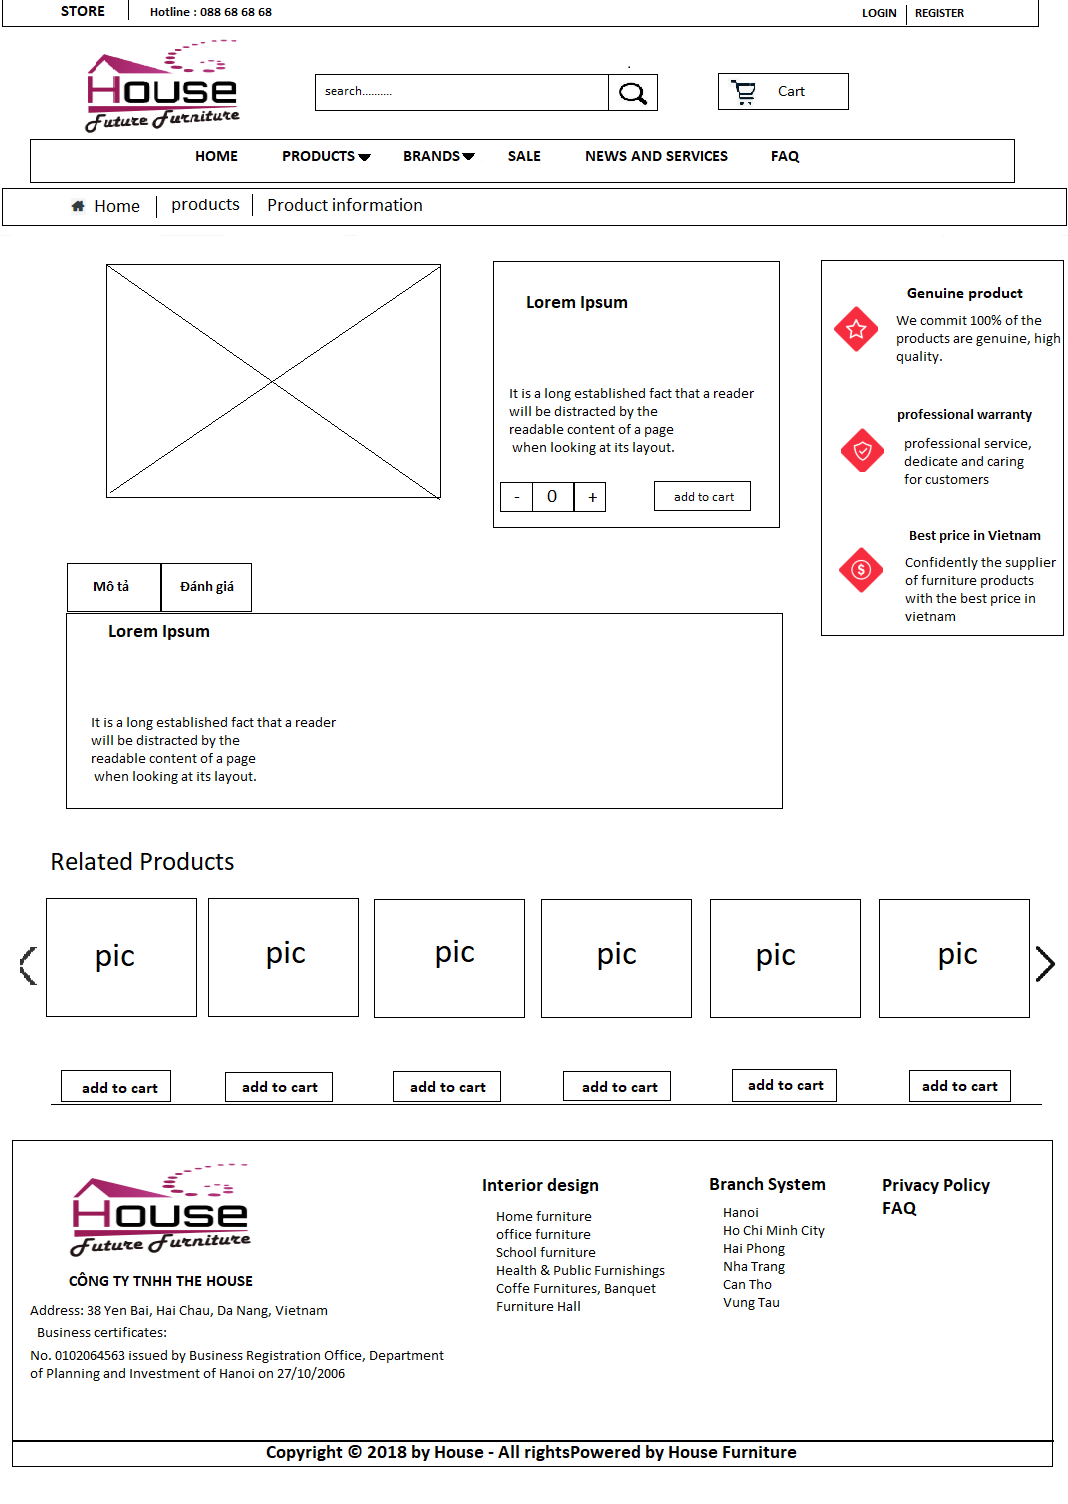 STORE
Hotline : 088 68 68 68
LOGIN
REGISTER
House
Future Furniture
search..........
Cart
HOME
PRODUCTS
BRANDS
SALE
NEWS AND SERVICES
FAQ
Home
products
Product information
Lorem Ipsum
It is a long established fact that a reader
will be distracted by the
readable content of a page
when looking at its layout.
- 0 +
add to cart
Genuine product
We commit 100% of the
products are genuine, high
quality.
professional warranty
professional service,
dedicate and caring
for customers
Best price in Vietnam
Confidently the supplier
of furniture products
with the best price in
vietnam
Mô tả
Đánh giá
Lorem Ipsum
It is a long established fact that a reader
will be distracted by the
readable content of a page
when looking at its layout.
Related Products
pic
pic
pic
pic
pic
pic
add to cart
add to cart
add to cart
add to cart
add to cart
add to cart
House
Future Furniture
CÔNG TY TNHH THE HOUSE
Address: 38 Yen Bai, Hai Chau, Da Nang, Vietnam
Business certificates:
No. 0102064563 issued by Business Registration Office, Department
of Planning and Investment of Hanoi on 27/10/2006
Interior design
Home furniture
office furniture
School furniture
Health & Public Furnishings
Coffe Furnitures, Banquet
Furniture Hall
Branch System
Hanoi
Ho Chi Minh City
Hai Phong
Nha Trang
Can Tho
Vung Tau
Privacy Policy
FAQ
Copyright © 2018 by House - All rightsPowered by House Furniture